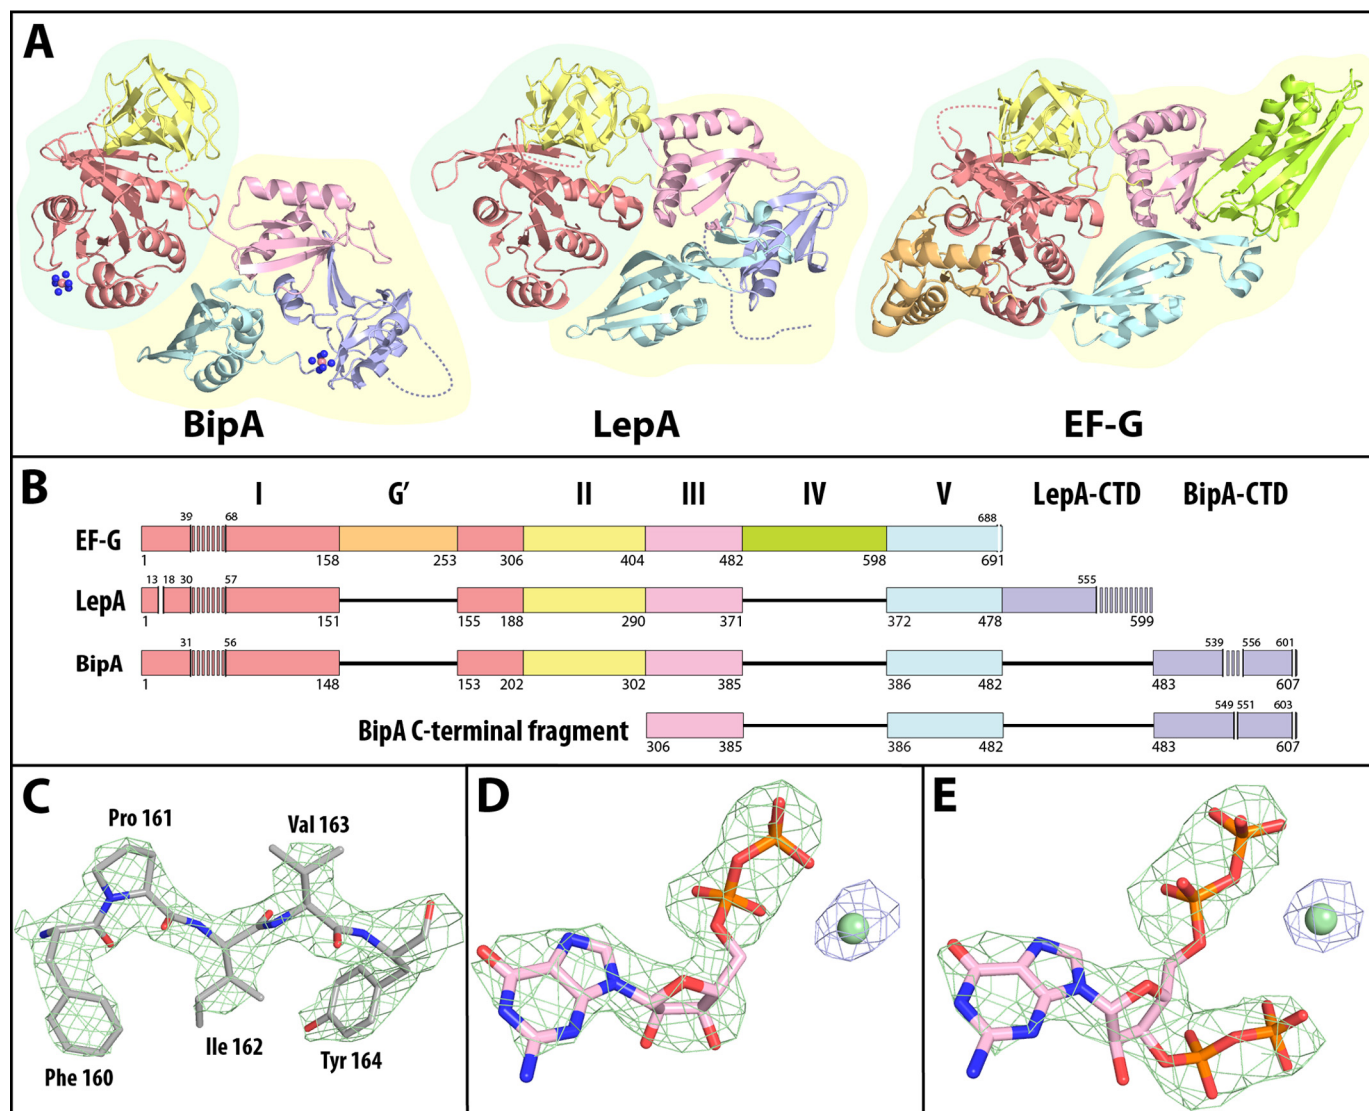 A
BipA
LepA
EF-G
B
I G′ II III IV V LepA-CTD BipA-CTD
39 68 688
EF-G
1 158 253 306 404 482 598 691
13 18 30 57 555
LepA
1 151 155 188 290 371 372 478 599
31 56 539 556 601
BipA
1 148 153 202 302 385 386 482 483 607
549 551 603
BipA C-terminal fragment
306 385 386 482 483 607
C
Pro 161
Val 163
Ile 162
Tyr 164
Phe 160
D
E